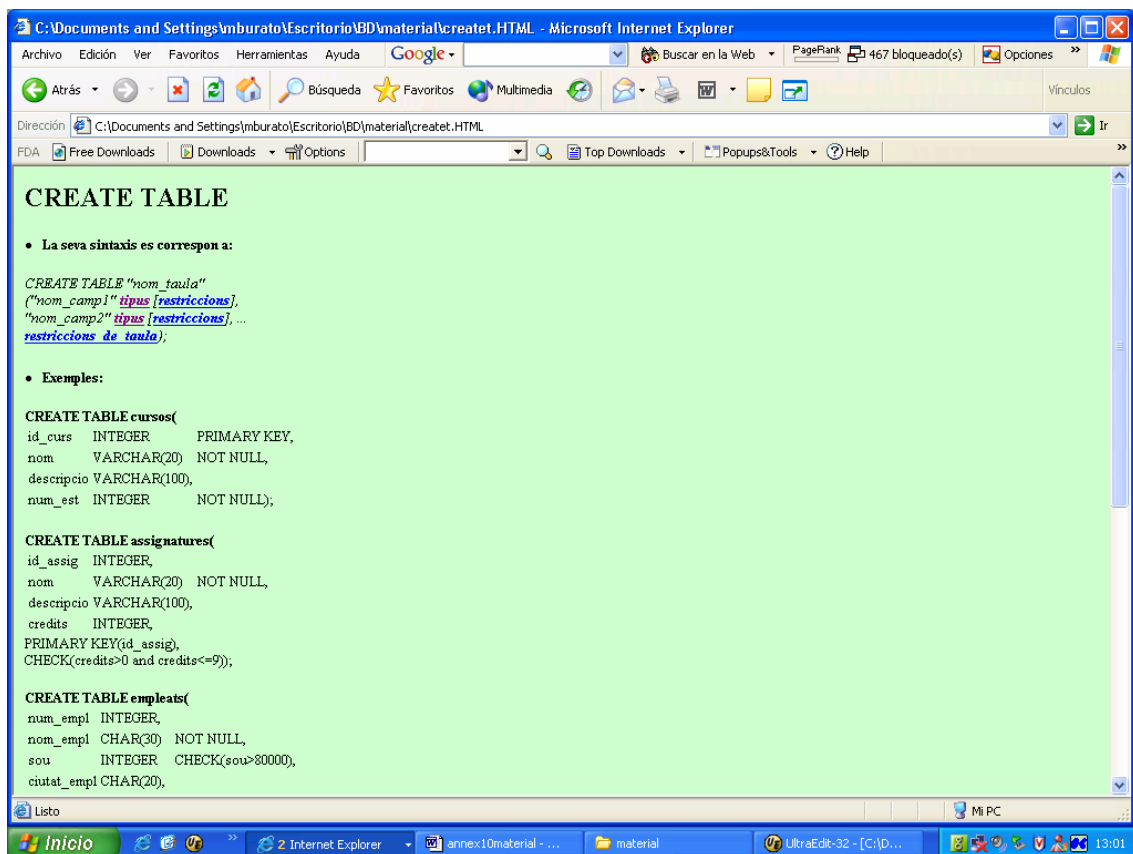 C:\Documents and Settings\mburato\Escritorio\BD\material\createt.HTML - Microsoft Internet Explorer
Archivo Edición Ver Favoritos Herramientas Ayuda Google Buscar en la Web PageRank 467 bloqueado(s) Opciones »
Atrás Búsqueda Favoritos Multimedia Vínculos
Dirección C:\Documents and Settings\mburato\Escritorio\BD\material\createt.HTML Ir
FDA Free Downloads Downloads Options Top Downloads Popups&Tools Help »
CREATE TABLE
• La seva sintaxis es correspon a:
CREATE TABLE "nom_taula"
("nom_camp1" tipus [restriccions],
"nom_camp2" tipus [restriccions], ...
restriccions_de_taula);
• Exemples:
CREATE TABLE cursos(
id_curs INTEGER PRIMARY KEY,
nom VARCHAR(20) NOT NULL,
descripcio VARCHAR(100),
num_est INTEGER NOT NULL);
CREATE TABLE assignatures(
id_assig INTEGER,
nom VARCHAR(20) NOT NULL,
descripcio VARCHAR(100),
credits INTEGER,
PRIMARY KEY(id_assig),
CHECK(credits>0 and credits<=9));
CREATE TABLE empleats(
num_empl INTEGER,
nom_empl CHAR(30) NOT NULL,
sou INTEGER CHECK(sou>80000),
ciutat_empl CHAR(20),
Listo Mi PC
Inicio » 2 Internet Explorer annex10material - ... material UltraEdit-32 - [C:\D... 13:01